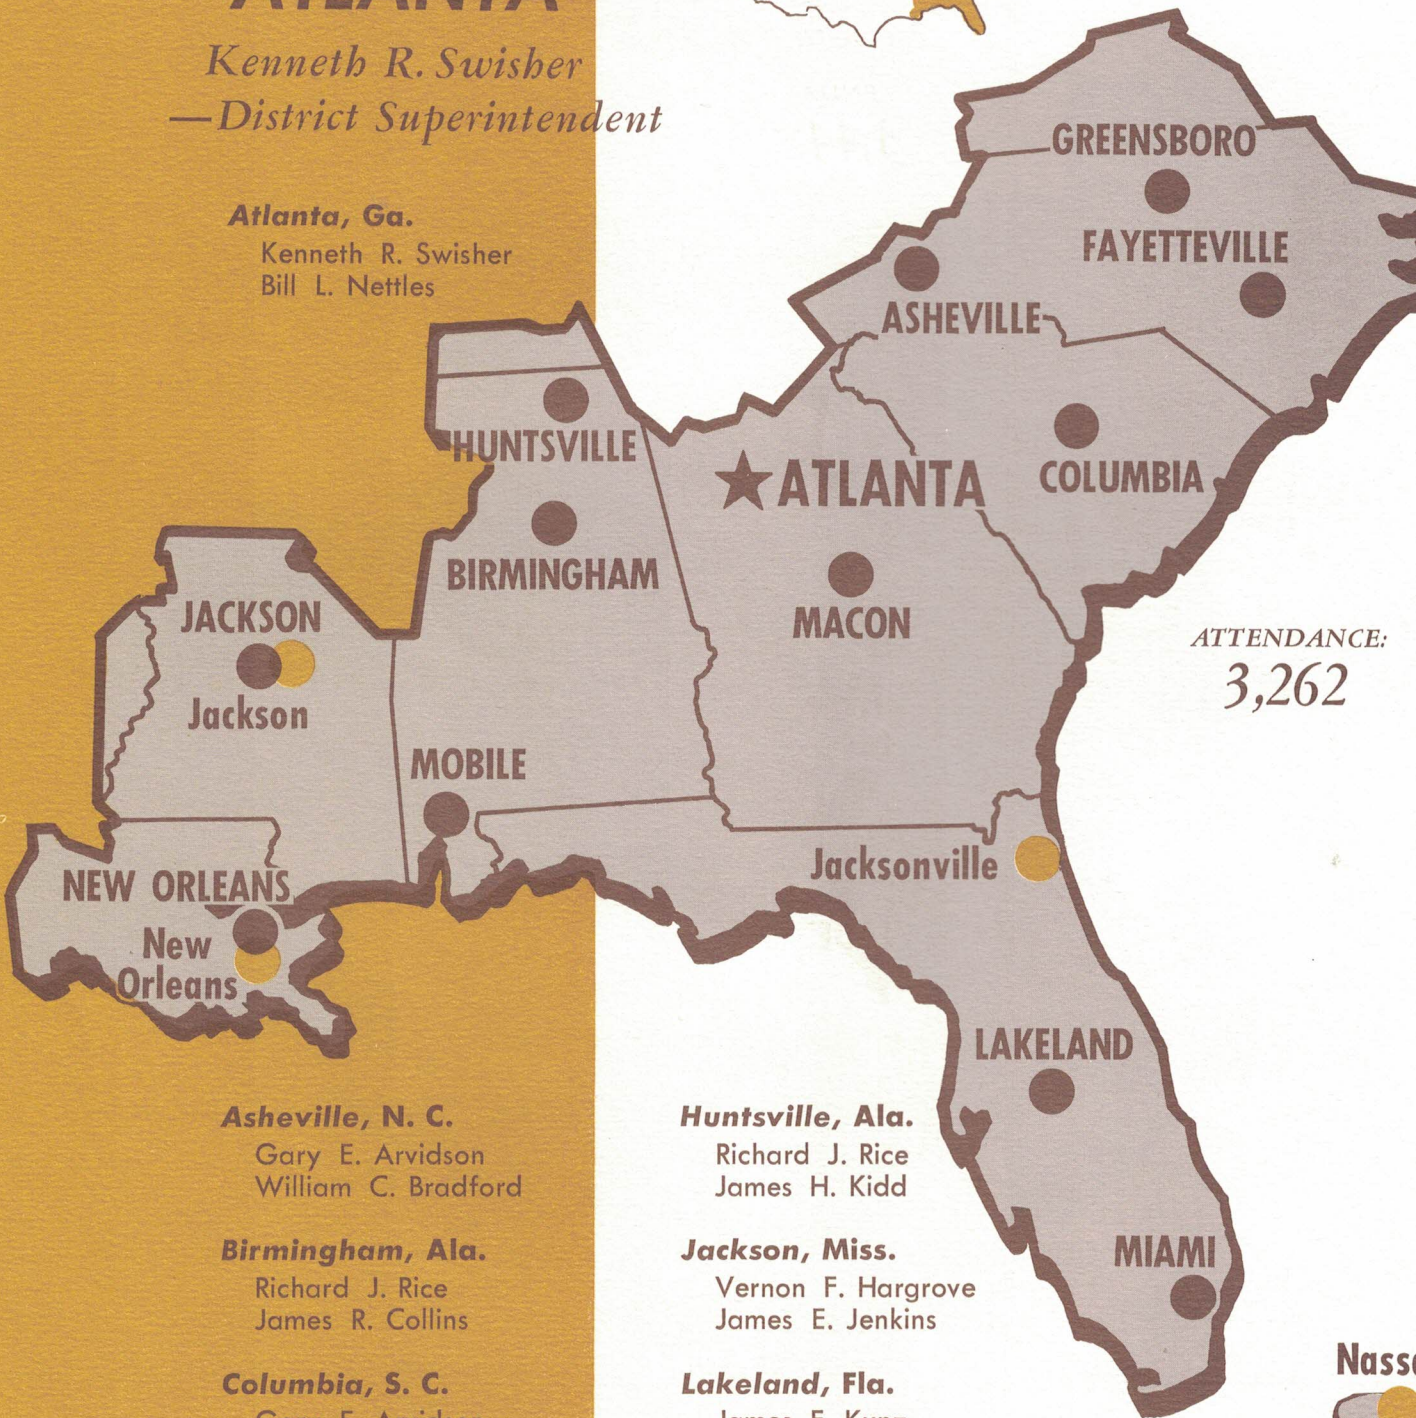 ATLANTA
Kenneth R. Swisher
—District Superintendent
Atlanta, Ga.
Kenneth R. Swisher
Bill L. Nettles
GREENSBORO
FAYETTEVILLE
ASHEVILLE
HUNTSVILLE
ATLANTA
COLUMBIA
BIRMINGHAM
MACON
JACKSON
Jackson
ATTENDANCE:
3,262
MOBILE
Jacksonville
NEW ORLEANS
New
Orleans
LAKELAND
MIAMI
Asheville, N. C.
Gary E. Arvidson
William C. Bradford
Birmingham, Ala.
Richard J. Rice
James R. Collins
Columbia, S. C.
Huntsville, Ala.
Richard J. Rice
James H. Kidd
Jackson, Miss.
Vernon F. Hargrove
James E. Jenkins
Lakeland, Fla.